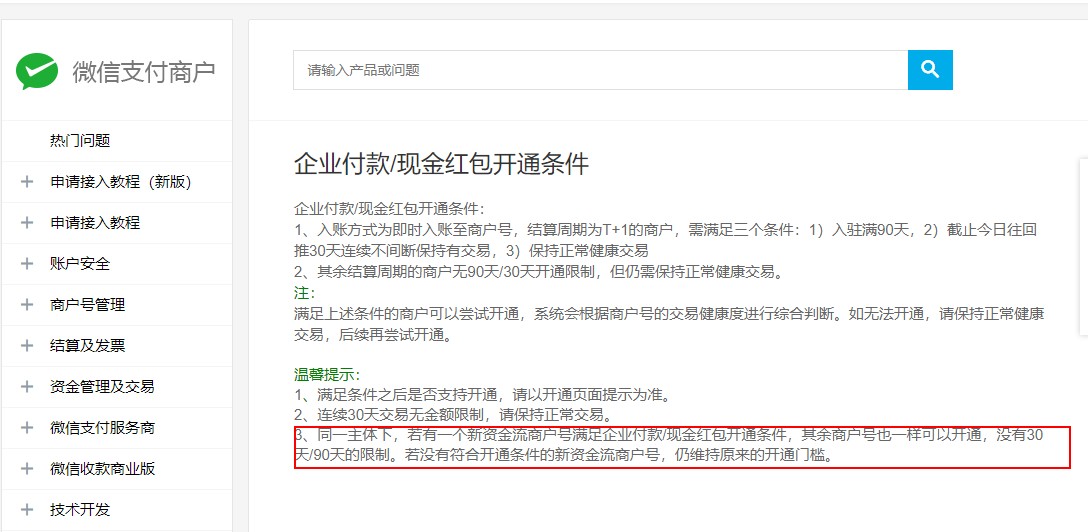 微信支付商户
请输入产品或问题
热门问题
申请接入教程（新版）
申请接入教程
账户安全
商户号管理
结算及发票
资金管理及交易
微信支付服务商
微信收款商业版
技术开发
企业付款/现金红包开通条件
企业付款/现金红包开通条件：
1、入账方式为即时入账至商户号，结算周期为T+1的商户，需满足三个条件：1）入驻满90天，2）截止今日往回
推30天连续不间断保持有交易，3）保持正常健康交易
2、其余结算周期的商户无90天/30天开通限制，但仍需保持正常健康交易。
注：
满足上述条件的商户可以尝试开通，系统会根据商户号的交易健康度进行综合判断。如无法开通，请保持正常健康
交易，后续再尝试开通。
温馨提示：
1、满足条件之后是否支持开通，请以开通页面提示为准。
2、连续30天交易无金额限制，请保持正常交易。
3、同一主体下，若有一个新资金流商户号满足企业付款/现金红包开通条件，其余商户号也一样可以开通，没有30
天/90天的限制。若没有符合开通条件的新资金流商户号，仍维持原来的开通门槛。